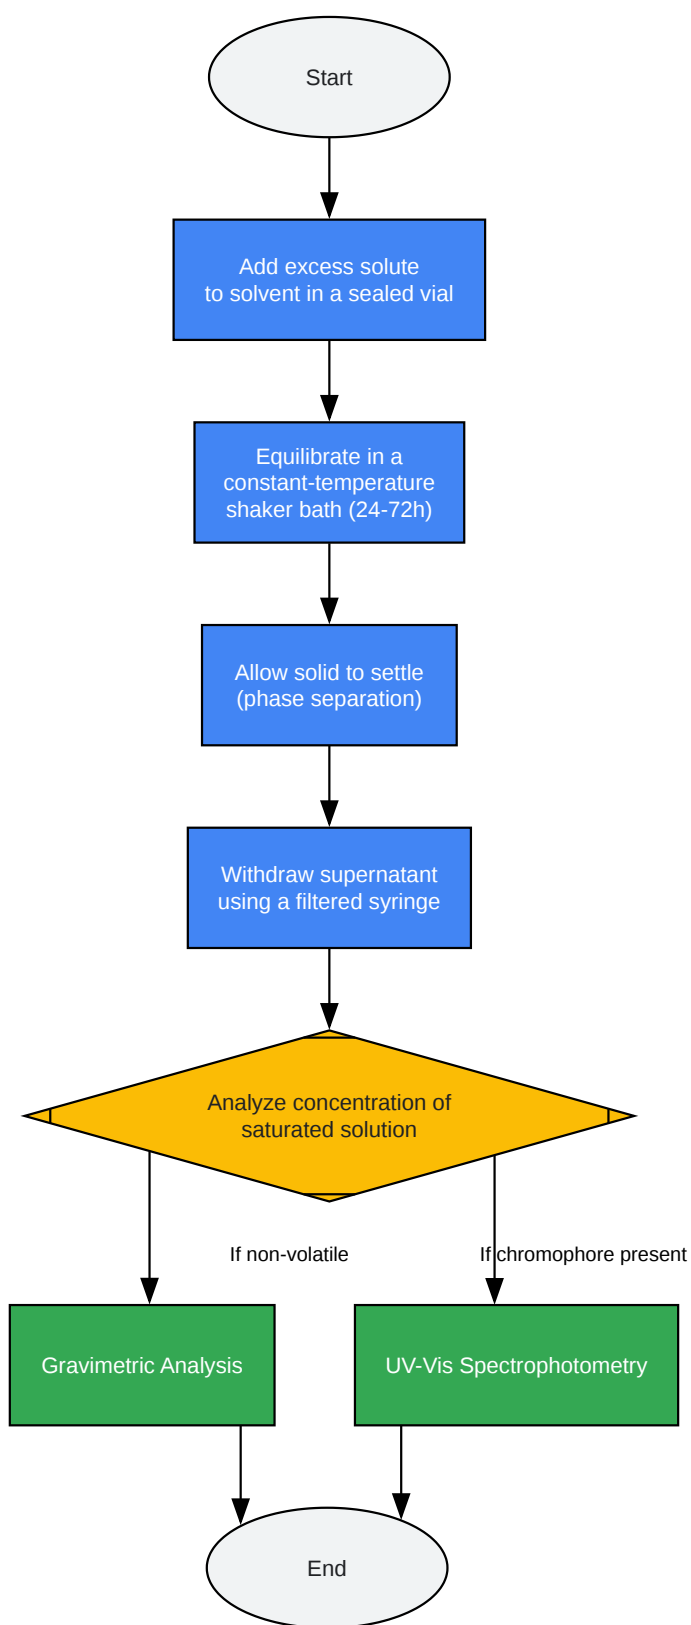 Start
Add excess solute
to solvent in a sealed vial
Equilibrate in a
constant-temperature
shaker bath (24-72h)
Allow solid to settle
(phase separation)
Withdraw supernatant
using a filtered syringe
Analyze concentration of
saturated solution
If non-volatile
If chromophore present
Gravimetric Analysis
UV-Vis Spectrophotometry
End